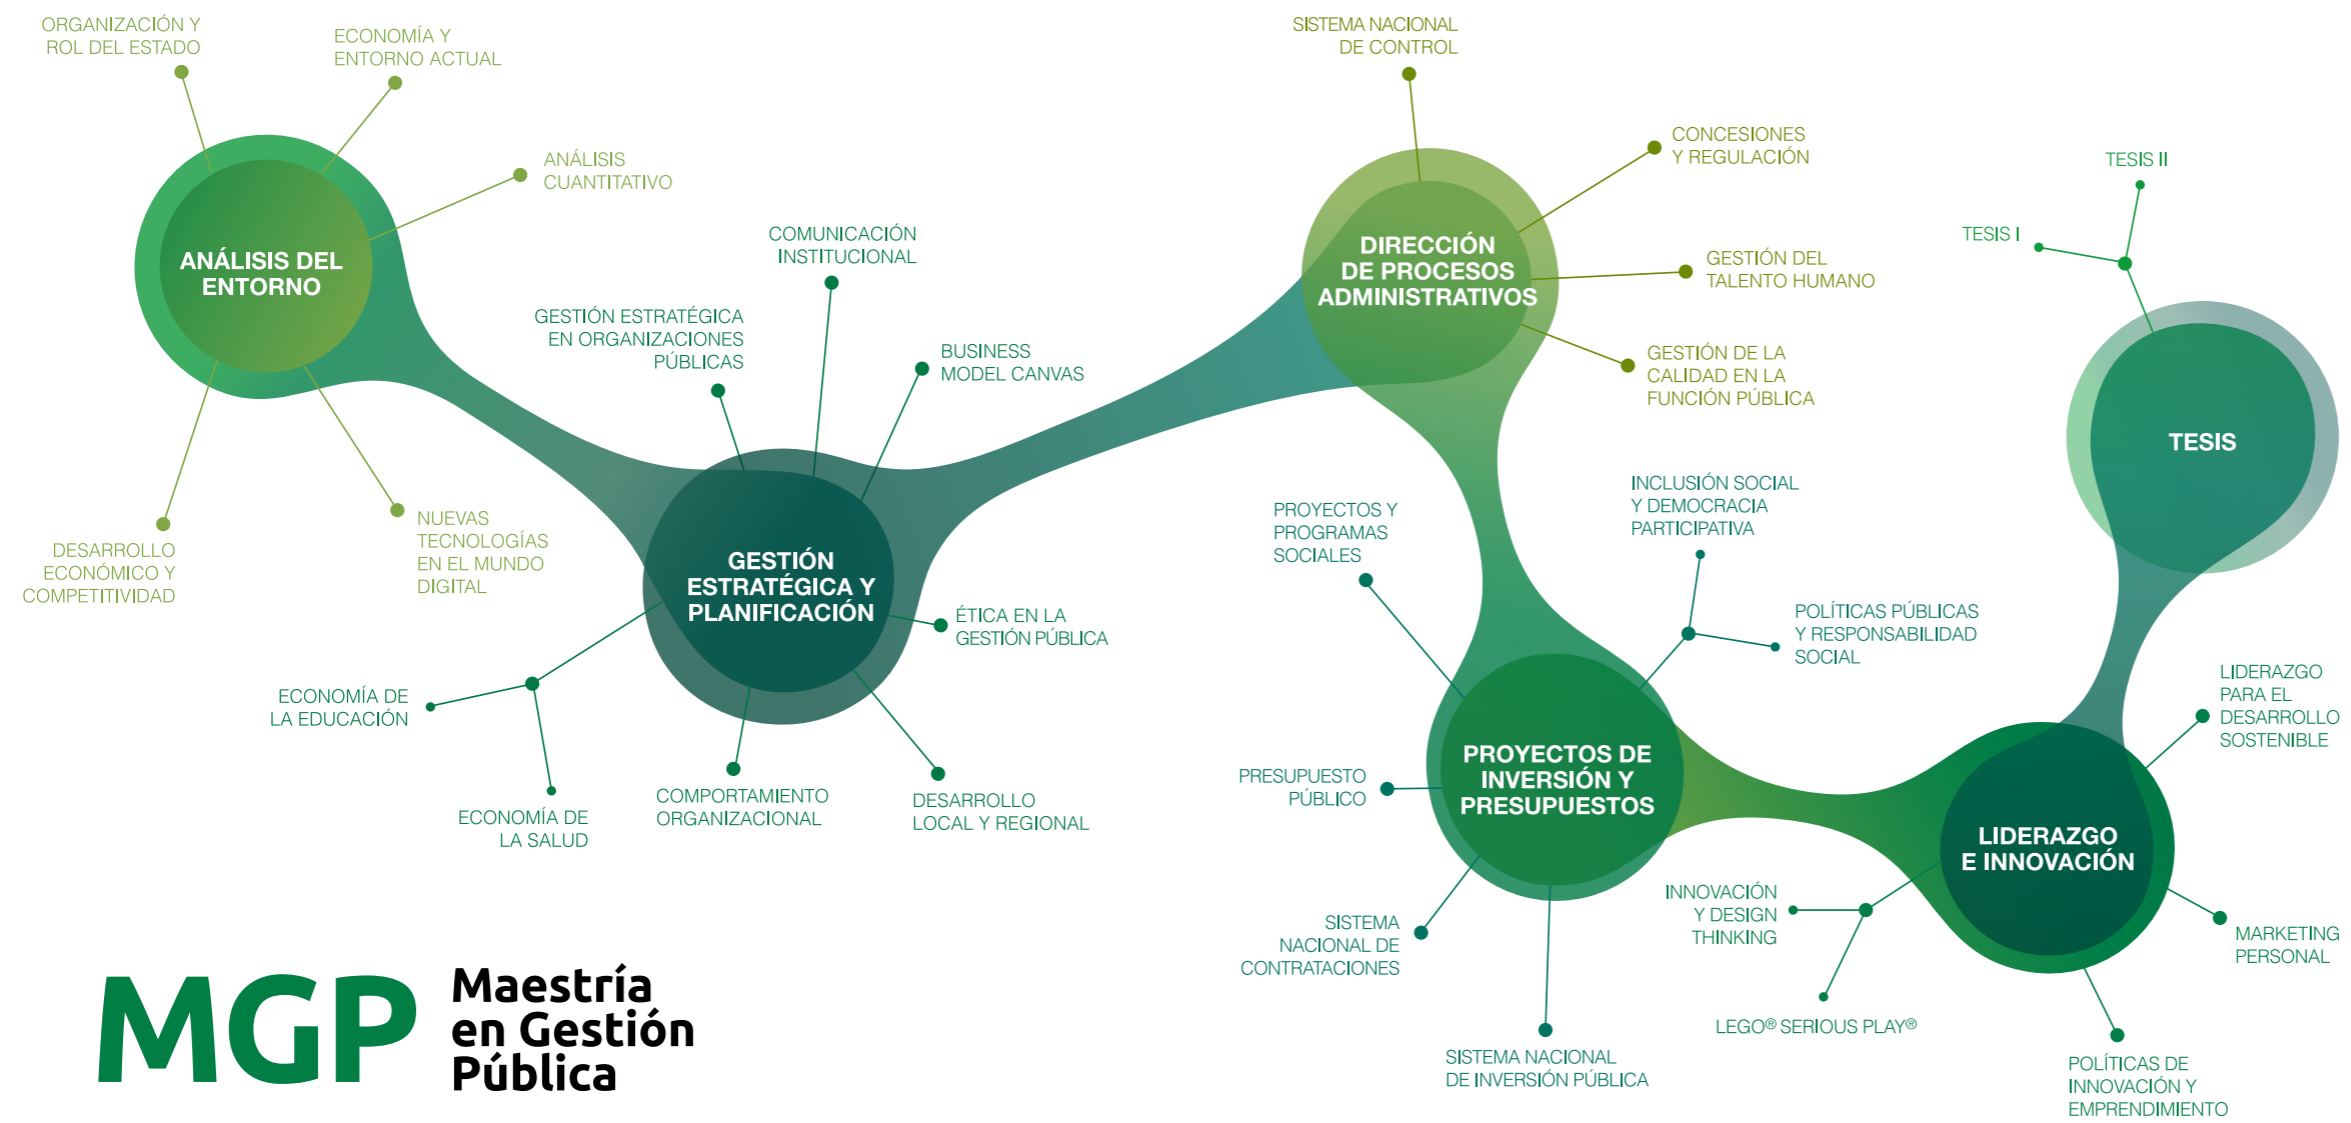 ORGANIZACIÓN Y
ROL DEL ESTADO
ECONOMÍA Y
ENTORNO ACTUAL
ANÁLISIS
CUANTITATIVO
ANÁLISIS DEL
ENTORNO
DESARROLLO
ECONÓMICO Y
COMPETITIVIDAD
NUEVAS
TECNOLOGÍAS
EN EL MUNDO
DIGITAL
COMUNICACIÓN
INSTITUCIONAL
GESTIÓN ESTRATÉGICA
EN ORGANIZACIONES
PÚBLICAS
BUSINESS
MODEL CANVAS
GESTIÓN
ESTRATÉGICA Y
PLANIFICACIÓN
ÉTICA EN LA
GESTIÓN PÚBLICA
ECONOMÍA DE
LA EDUCACIÓN
ECONOMÍA DE
LA SALUD
COMPORTAMIENTO
ORGANIZACIONAL
DESARROLLO
LOCAL Y REGIONAL
SISTEMA NACIONAL
DE CONTROL
CONCESIONES
Y REGULACIÓN
DIRECCIÓN
DE PROCESOS
ADMINISTRATIVOS
GESTIÓN DEL
TALENTO HUMANO
GESTIÓN DE LA
CALIDAD EN LA
FUNCIÓN PÚBLICA
PROYECTOS Y
PROGRAMAS
SOCIALES
INCLUSIÓN SOCIAL
Y DEMOCRACIA
PARTICIPATIVA
POLÍTICAS PÚBLICAS
Y RESPONSABILIDAD
SOCIAL
PROYECTOS DE
INVERSIÓN Y
PRESUPUESTOS
PRESUPUESTO
PÚBLICO
SISTEMA
NACIONAL DE
CONTRATACIONES
SISTEMA NACIONAL
DE INVERSIÓN PÚBLICA
TESIS II
TESIS I
TESIS
LIDERAZGO
PARA EL
DESARROLLO
SOSTENIBLE
LIDERAZGO
E INNOVACIÓN
INNOVACIÓN
Y DESIGN
THINKING
LEGO® SERIOUS PLAY®
MARKETING
PERSONAL
POLÍTICAS DE
INNOVACIÓN Y
EMPRENDIMIENTO
MGP
Maestría
en Gestión
Pública